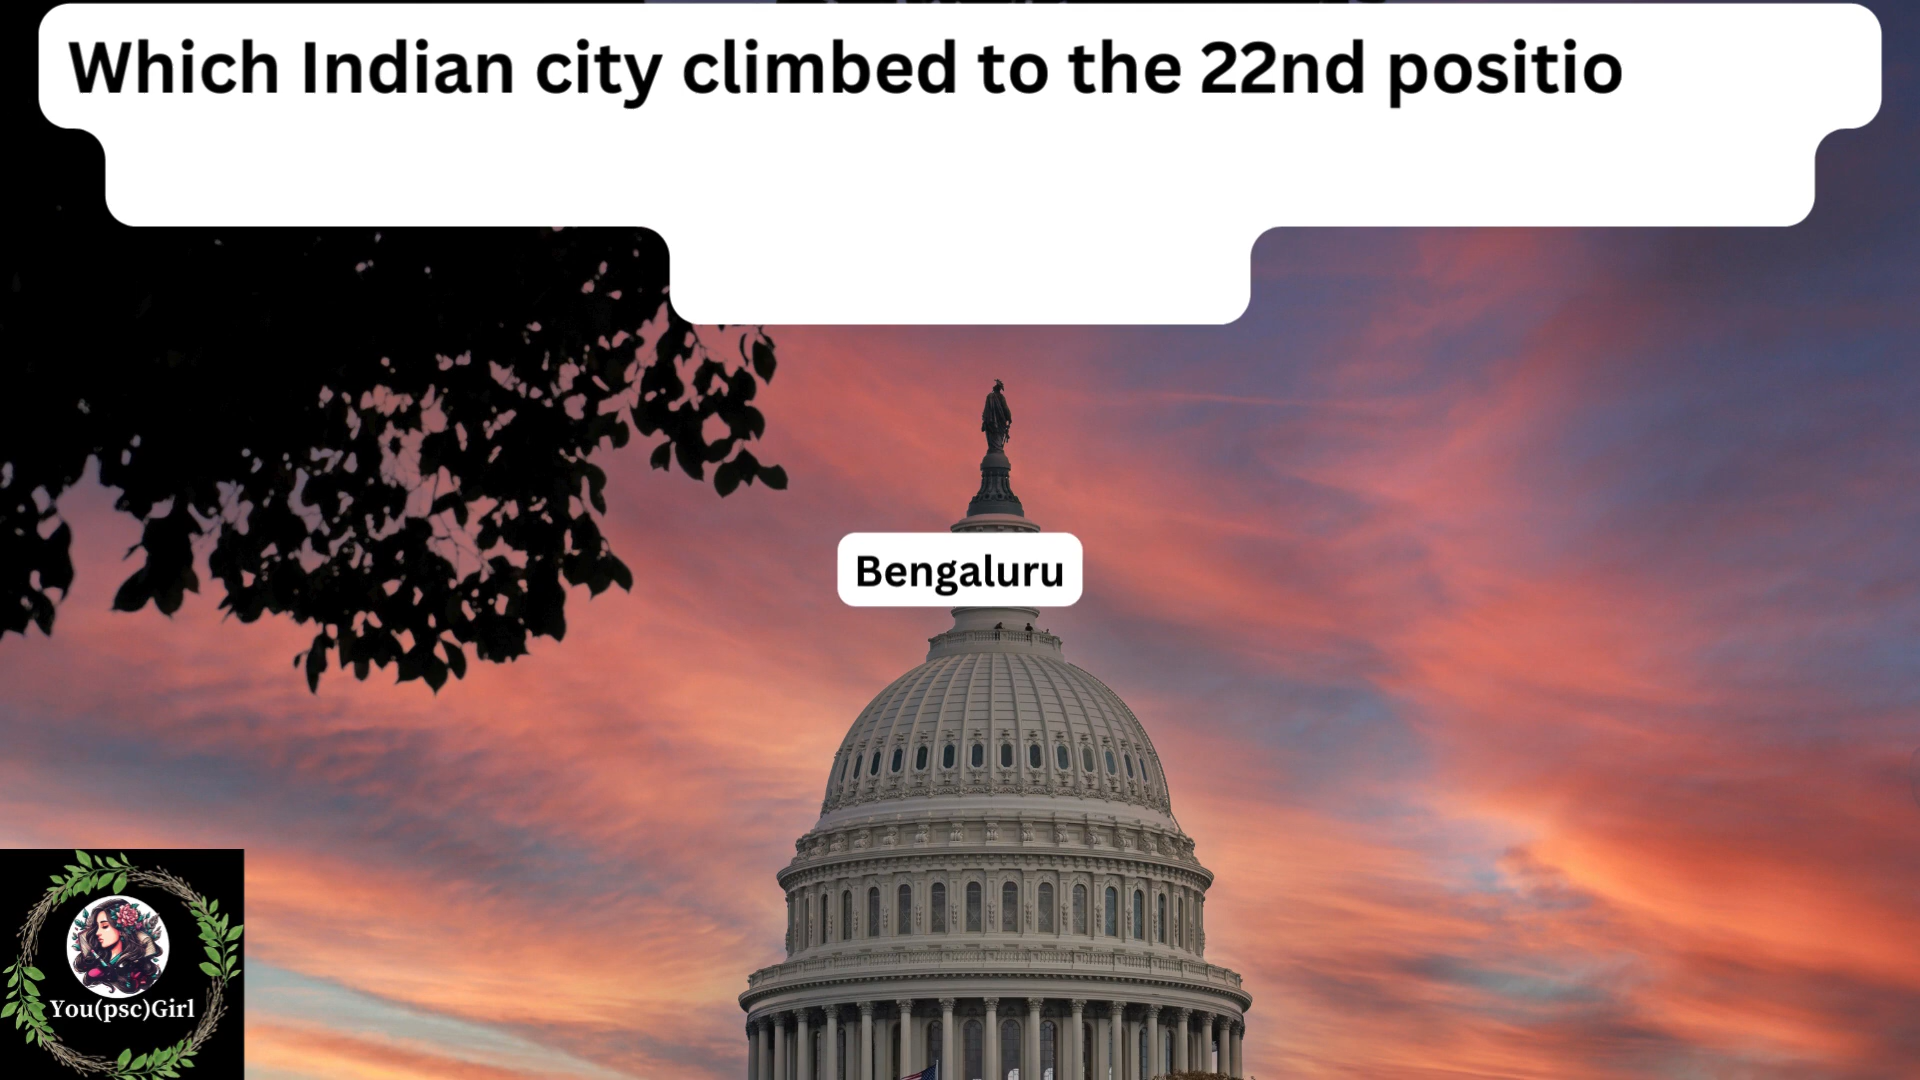 Which Indian city climbed to the 22nd positio
Bengaluru
You(psc)Girl